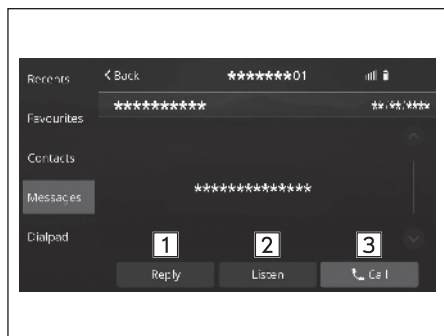 Recents
< Back
*******01
**********
**/**/****
Favourites
Contacts
Messages
**************
Dialpad
1
2
3
Reply
Listen
Call